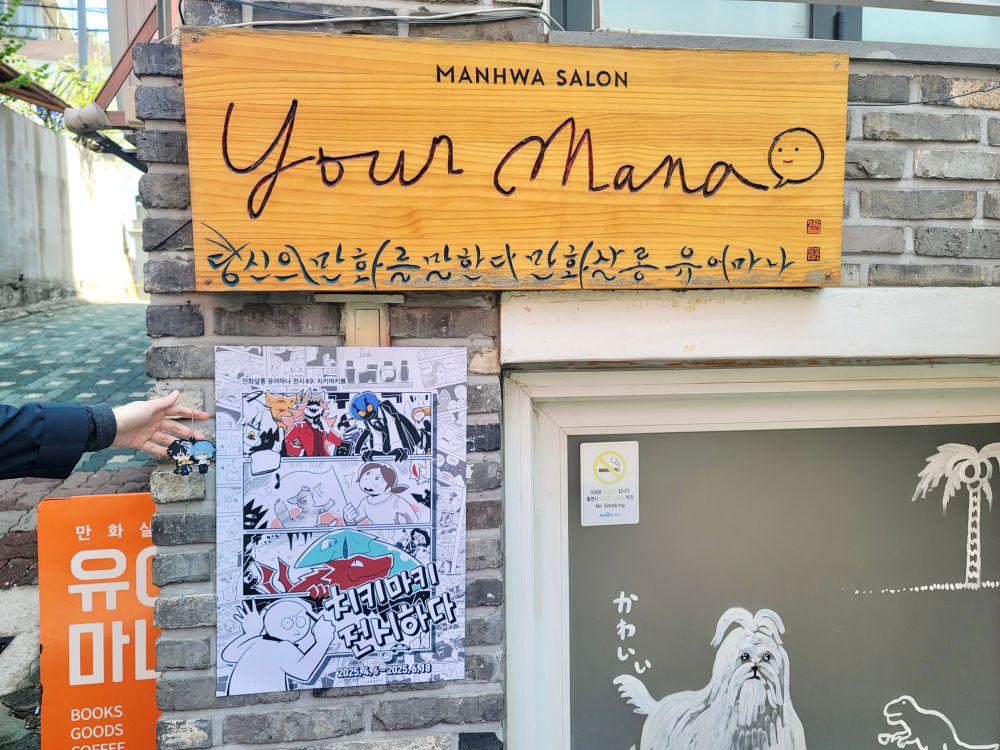 MANHWA SALON
Your Mana
당신의 만화를 말한다 만화살롱 유어마나
Ink
만화살롱 유어마나 전시49: 치키마키展
치키마키
전시하다
2025.4.6-2025.6.18
만화살
유어
마나
BOOKS
GOODS
COFFEE
No Smoking
かわいい